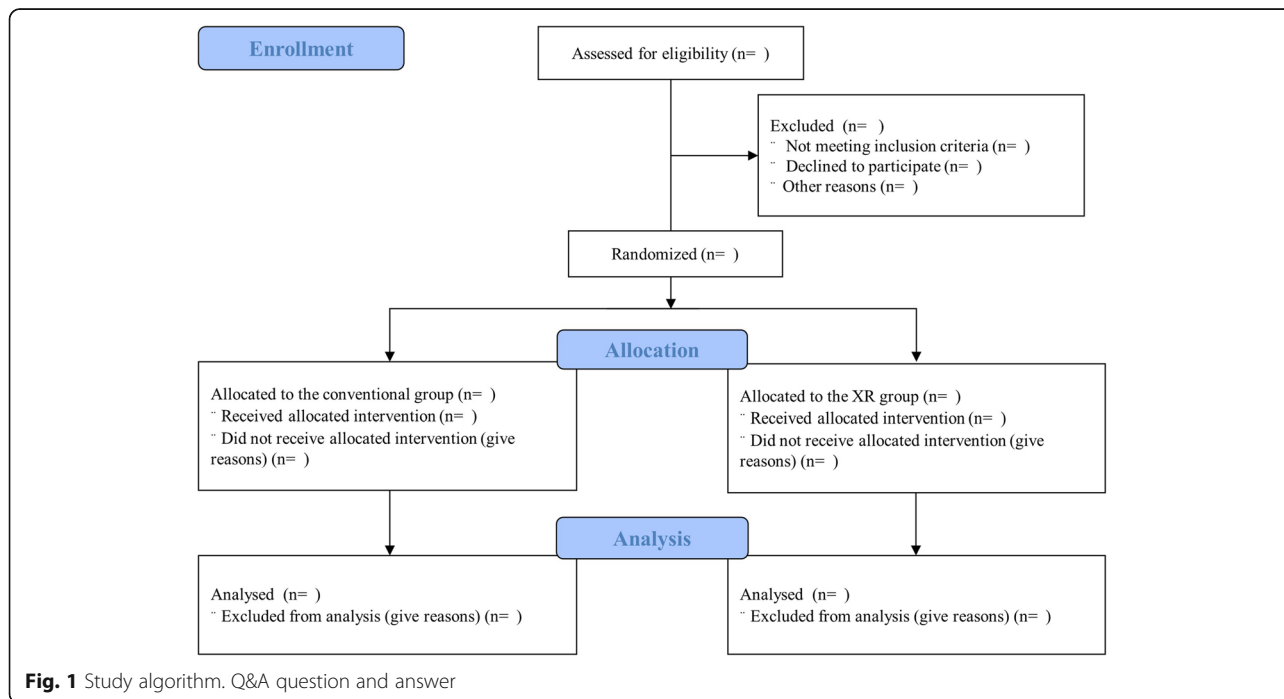 Enrollment
Assessed for eligibility (n=  )
Excluded  (n=  )
¨  Not meeting inclusion criteria (n=  )
¨  Declined to participate (n=  )
¨  Other reasons (n=  )
Randomized (n=  )
Allocation
Allocated to the conventional group (n=  )
¨ Received allocated intervention (n=  )
¨ Did not receive allocated intervention (give
reasons) (n=  )
Allocated to the XR group (n=  )
¨ Received allocated intervention (n=  )
¨ Did not receive allocated intervention (give
reasons) (n=  )
Analysis
Analysed  (n=  )
¨ Excluded from analysis (give reasons) (n=  )
Analysed  (n=  )
¨ Excluded from analysis (give reasons) (n=  )
Fig. 1 Study algorithm. Q&A question and answer